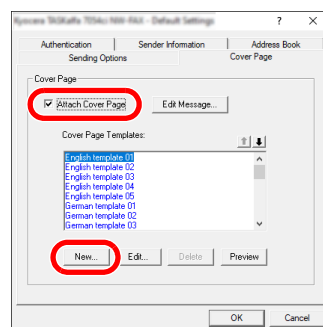 Kyocera TASKalfa 7054ci NW-FAX - Default Settings
Authentication
Sender Information
Address Book
Sending Options
Cover Page
Cover Page
Attach Cover Page
Edit Message...
Cover Page Templates:
English template 01
English template 02
English template 03
English template 04
English template 05
German template 01
German template 02
German template 03
New...
Edit...
Delete
Preview
OK
Cancel